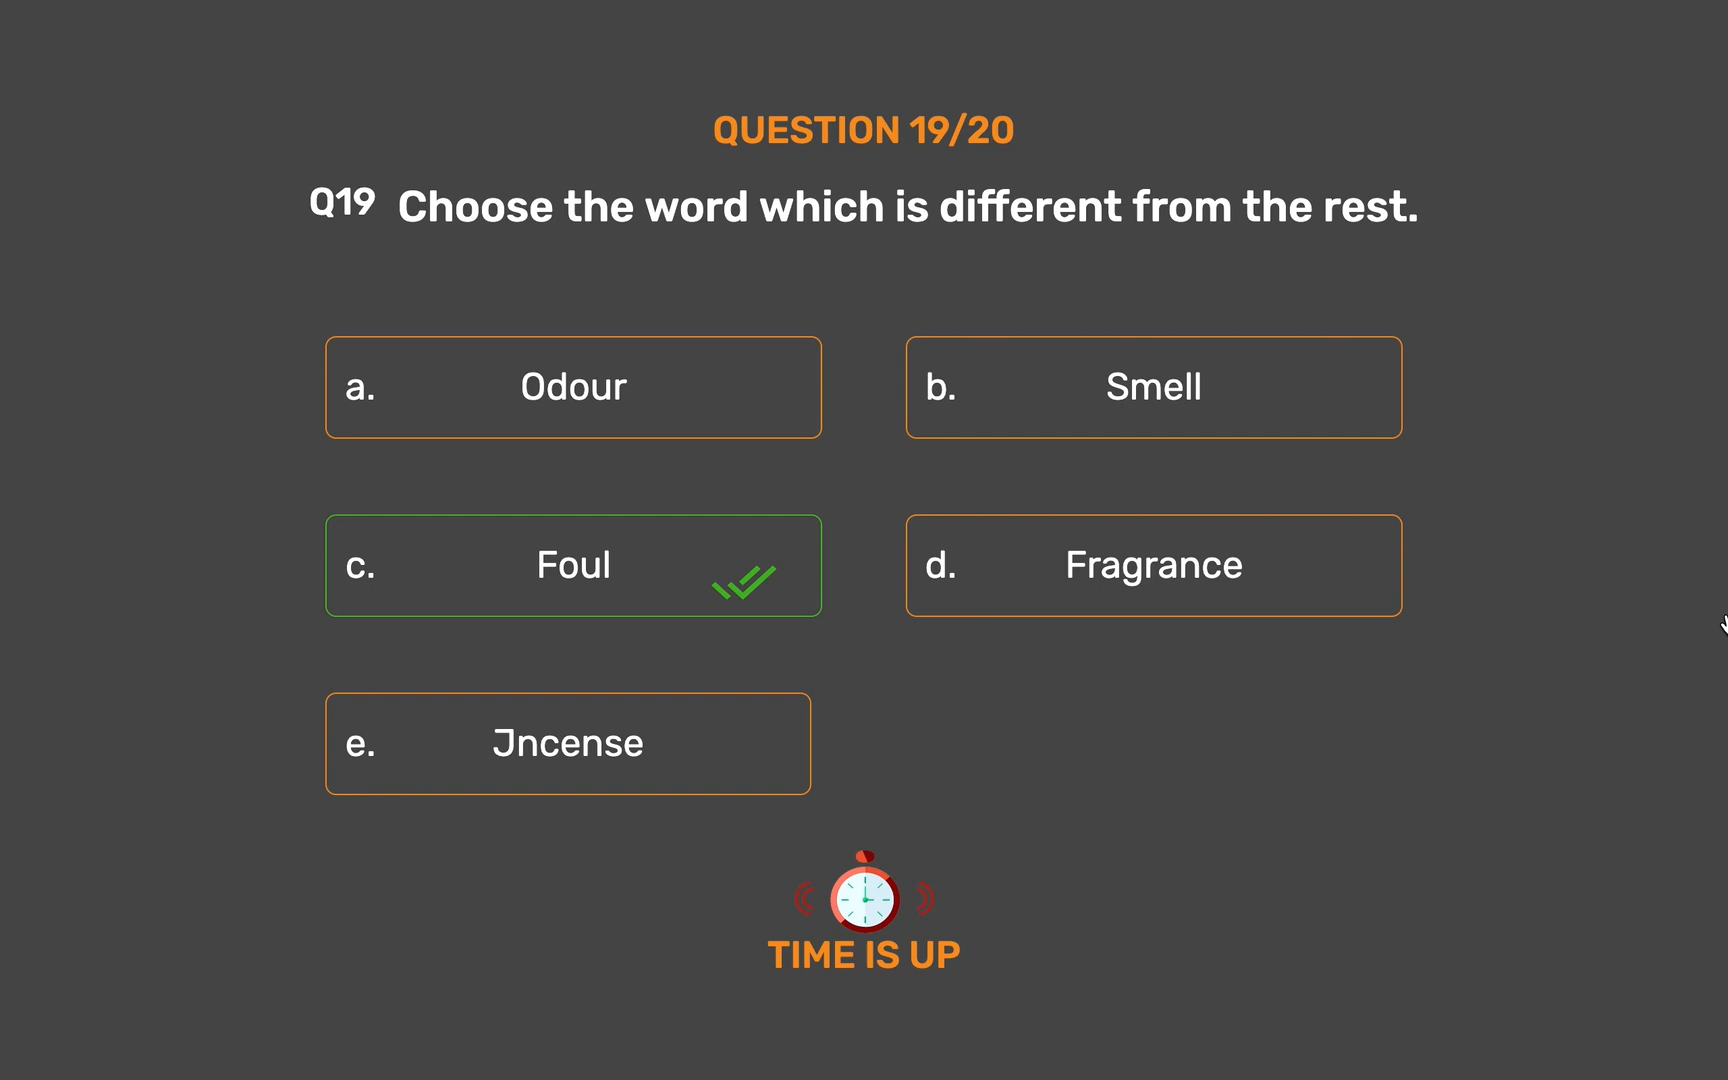 QUESTION 19/20
Q19 Choose the word which is different from the rest.
a. Odour
b. Smell
c. Foul
d. Fragrance
e. Jncense
TIME IS UP